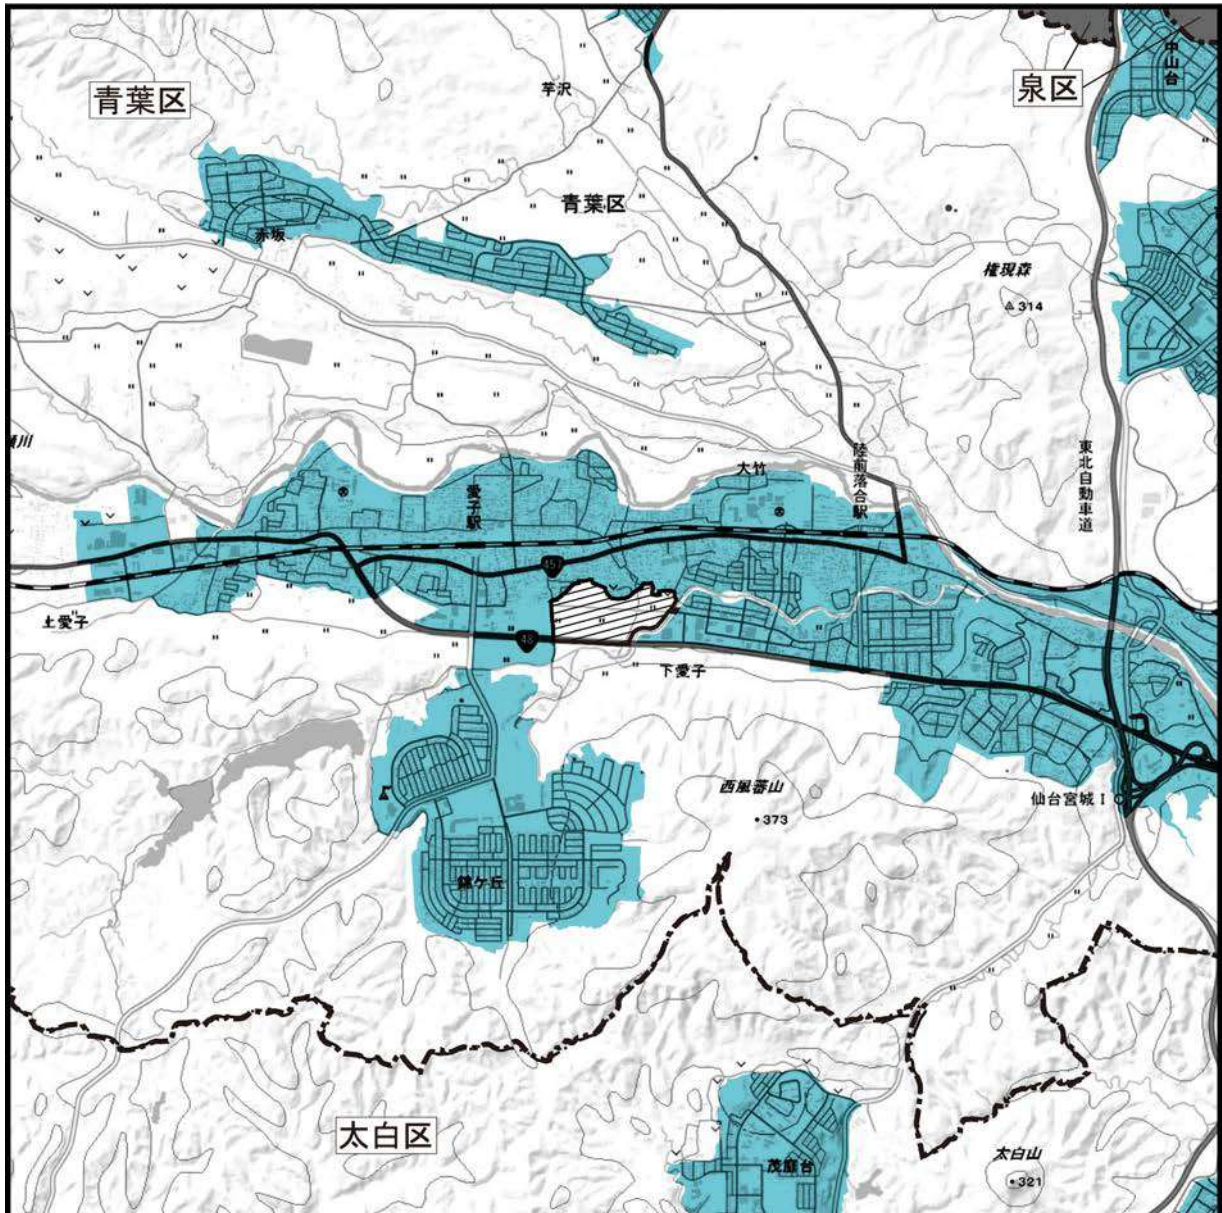 中山台
泉区
青葉区
芋沢
青葉区
赤坂
権現森
314
東北自動車道
大竹
陸前落合駅
愛子駅
457
上愛子
48
下愛子
西風蕃山
373
仙台宮城I
錦ケ丘
太白区
茂庭台
太白山
321